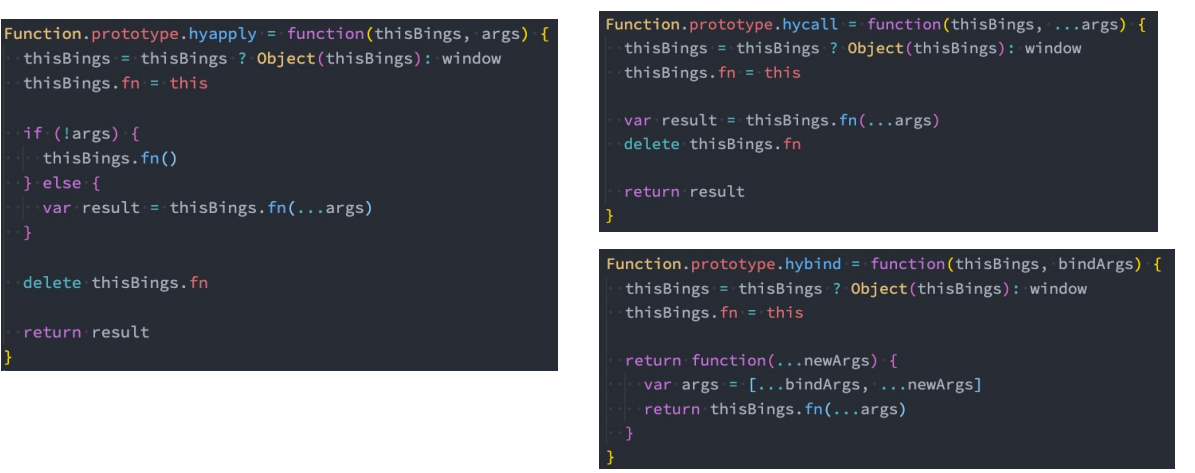 Function.prototype.hyapply = function(thisBings, args) {
  thisBings = thisBings ? Object(thisBings): window
  thisBings.fn = this

  if (!args) {
    thisBings.fn()
  } else {
    var result = thisBings.fn(...args)
  }

  delete thisBings.fn

  return result
}

Function.prototype.hycall = function(thisBings, ...args) {
  thisBings = thisBings ? Object(thisBings): window
  thisBings.fn = this

  var result = thisBings.fn(...args)
  delete thisBings.fn

  return result
}

Function.prototype.hybind = function(thisBings, bindArgs) {
  thisBings = thisBings ? Object(thisBings): window
  thisBings.fn = this

  return function(...newArgs) {
    var args = [...bindArgs, ...newArgs]
    return thisBings.fn(...args)
  }
}